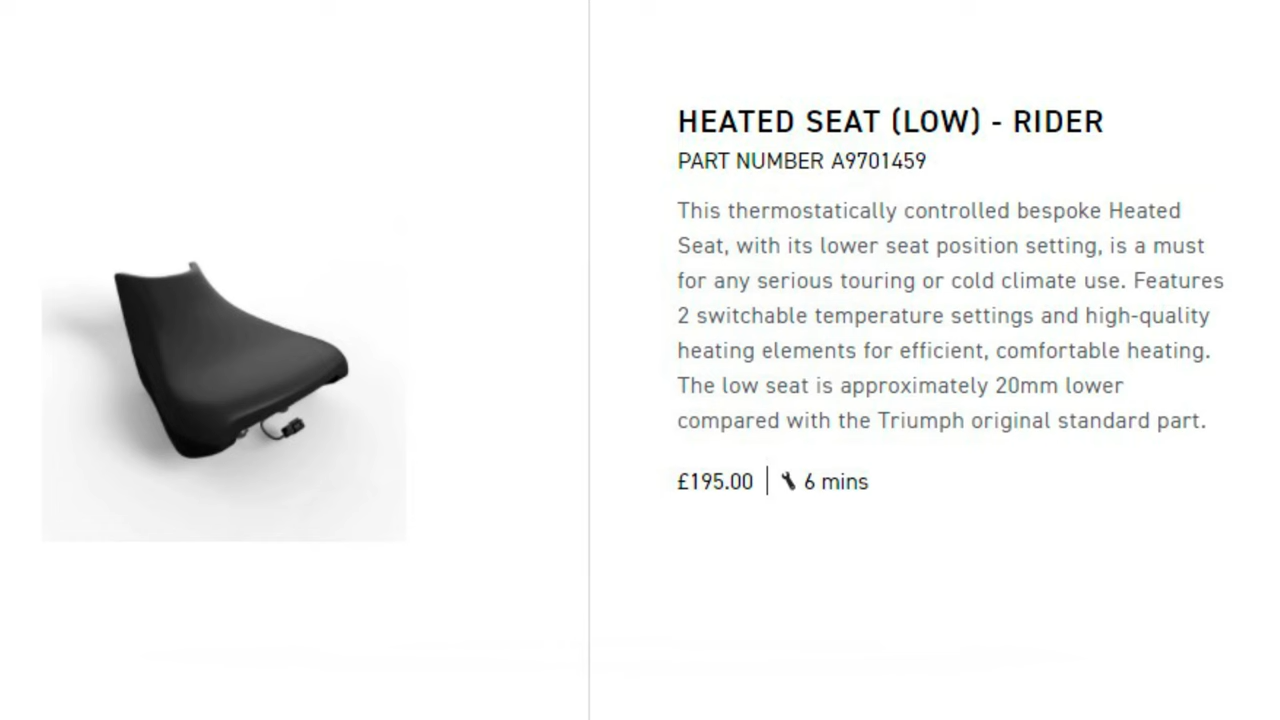 HEATED SEAT (LOW) - RIDER
PART NUMBER A9701459
This thermostatically controlled bespoke Heated
Seat, with its lower seat position setting, is a must
for any serious touring or cold climate use. Features
2 switchable temperature settings and high-quality
heating elements for efficient, comfortable heating.
The low seat is approximately 20mm lower
compared with the Triumph original standard part.
£195.00 | 6 mins